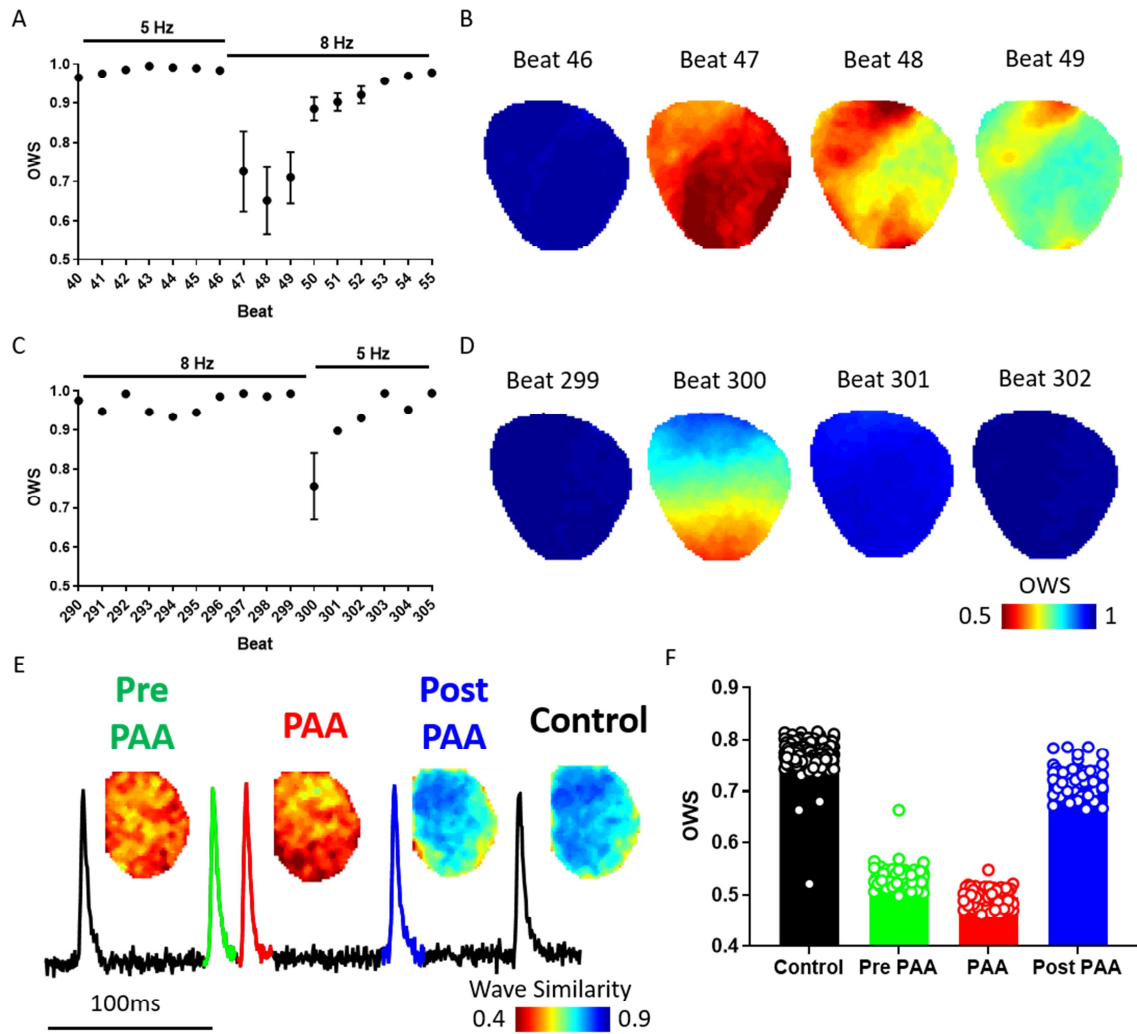 A
5 Hz
8 Hz
1.0
0.9
0.8
0.7
0.6
0.5
OWS
40 41 42 43 44 45 46 47 48 49 50 51 52 53 54 55
Beat
B
Beat 46
Beat 47
Beat 48
Beat 49
C
8 Hz
5 Hz
1.0
0.9
0.8
0.7
0.6
0.5
OWS
290 291 292 293 294 295 296 297 298 299 300 301 302 303 304 305
Beat
D
Beat 299
Beat 300
Beat 301
Beat 302
OWS
0.5 1
E
Pre
PAA
PAA
Post
PAA
Control
100ms
Wave Similarity
0.4 0.9
F
0.9
0.8
0.7
0.6
0.5
0.4
OWS
Control Pre PAA PAA Post PAA